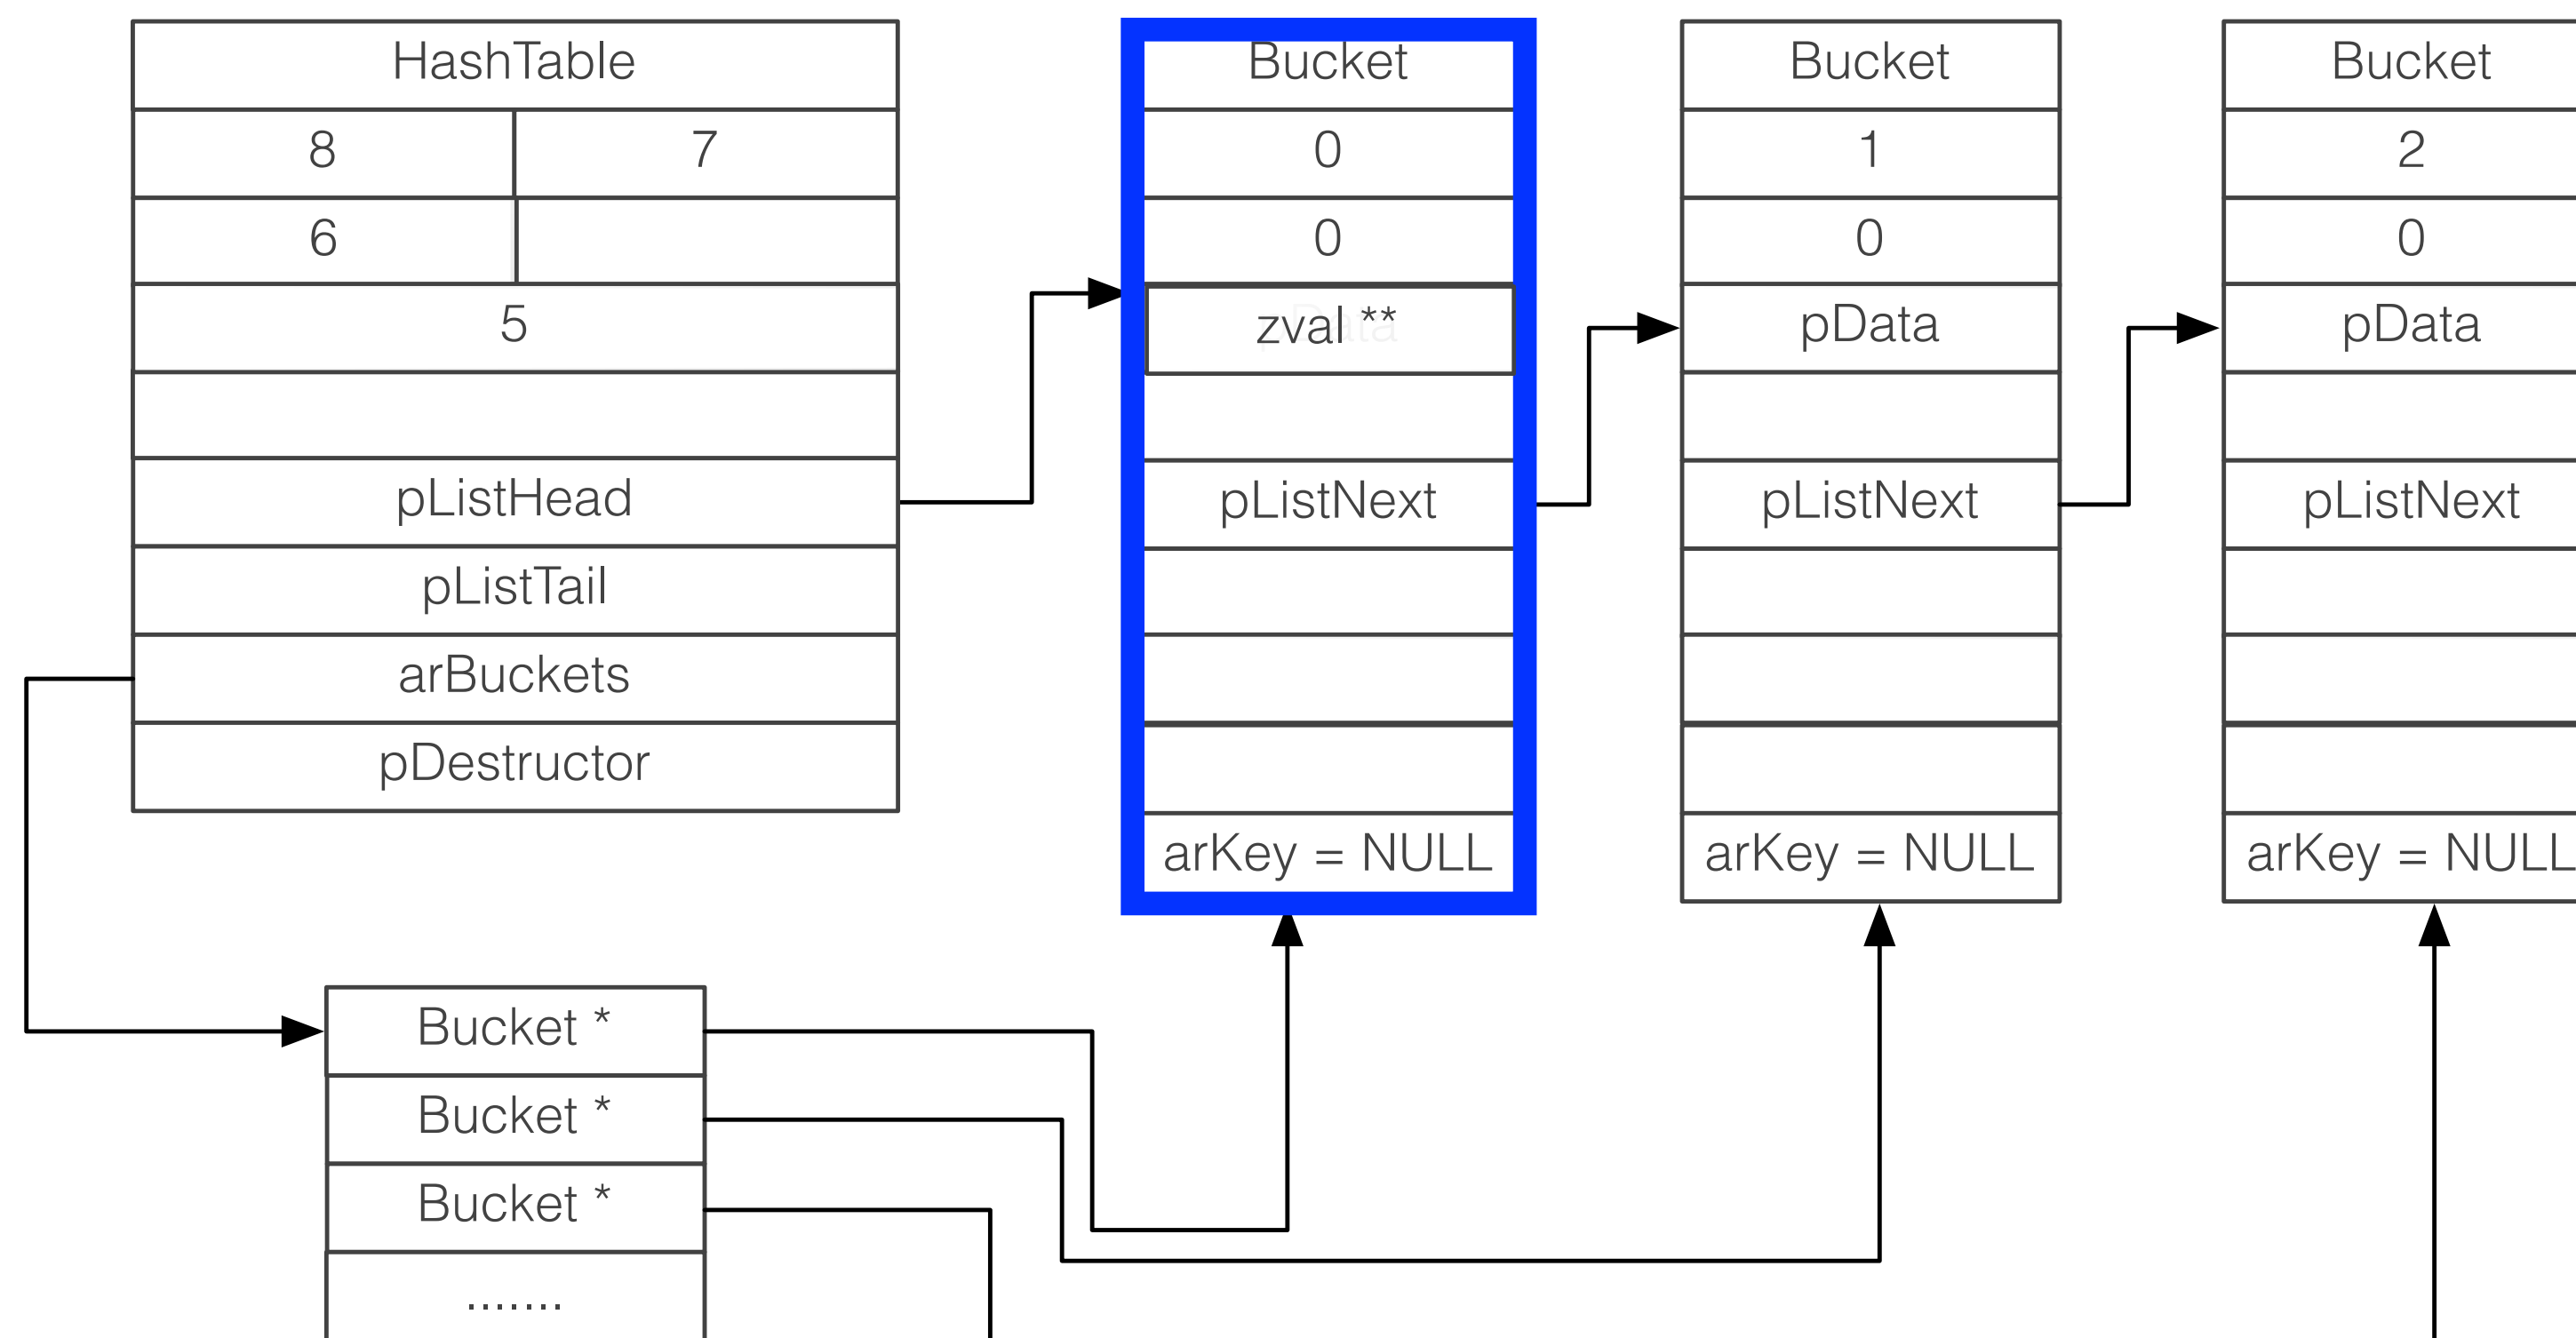 HashTable
8 7
6
5
pListHead
pListTail
arBuckets
pDestructor
Bucket
0
0
zval **
pListNext
arKey = NULL
Bucket
1
0
pData
pListNext
arKey = NULL
Bucket
2
0
pData
pListNext
arKey = NULL
Bucket *
Bucket *
Bucket *
.......